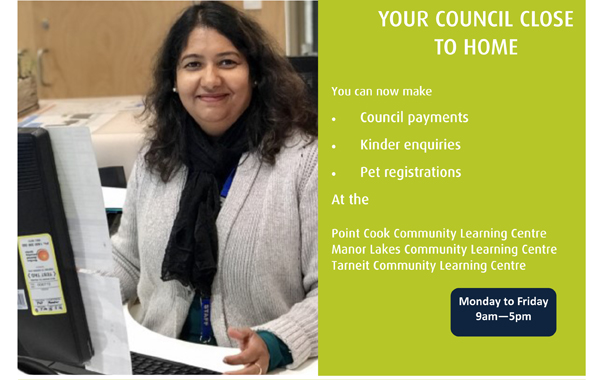 YOUR COUNCIL CLOSE
TO HOME
You can now make
• Council payments
• Kinder enquiries
• Pet registrations
At the
Point Cook Community Learning Centre
Manor Lakes Community Learning Centre
Tarneit Community Learning Centre
Monday to Friday
9am—5pm
STAFF